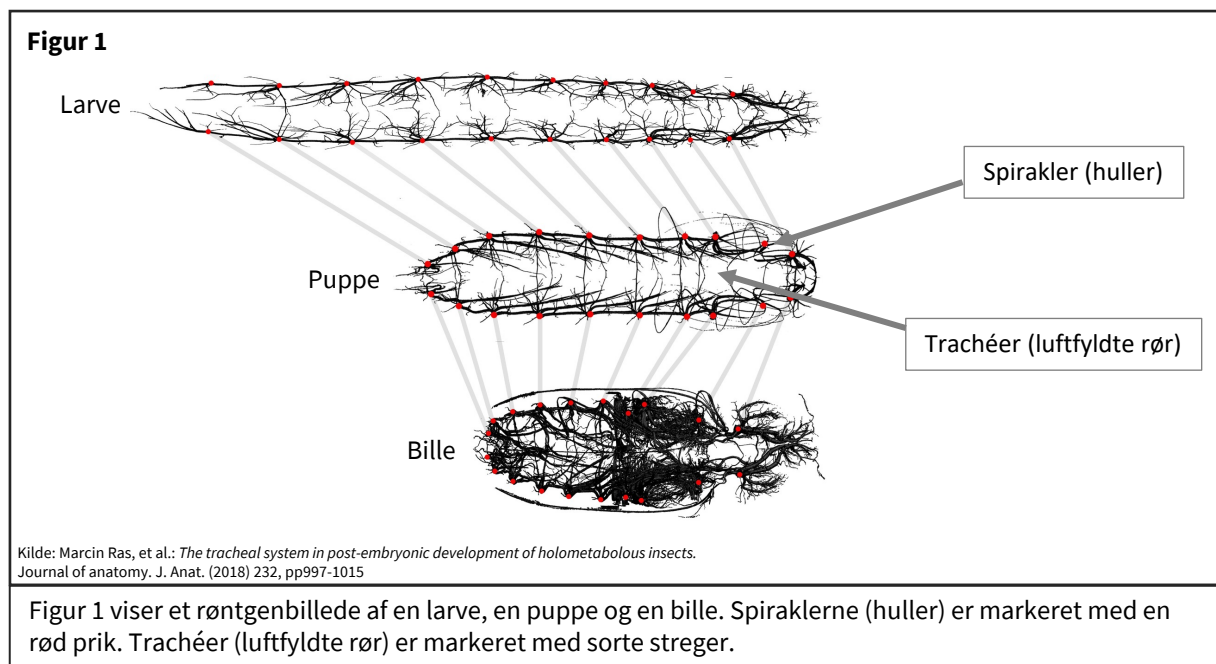 Figur 1
Larve
Spirakler (huller)
Puppe
Trachéer (luftfyldte rør)
Bille
Kilde: Marcin Ras, et al.: The tracheal system in post-embryonic development of holometabolous insects.
Journal of anatomy. J. Anat. (2018) 232, pp997-1015
Figur 1 viser et røntgenbillede af en larve, en puppe og en bille. Spiraklerne (huller) er markeret med en
rød prik. Trachéer (luftfyldte rør) er markeret med sorte streger.